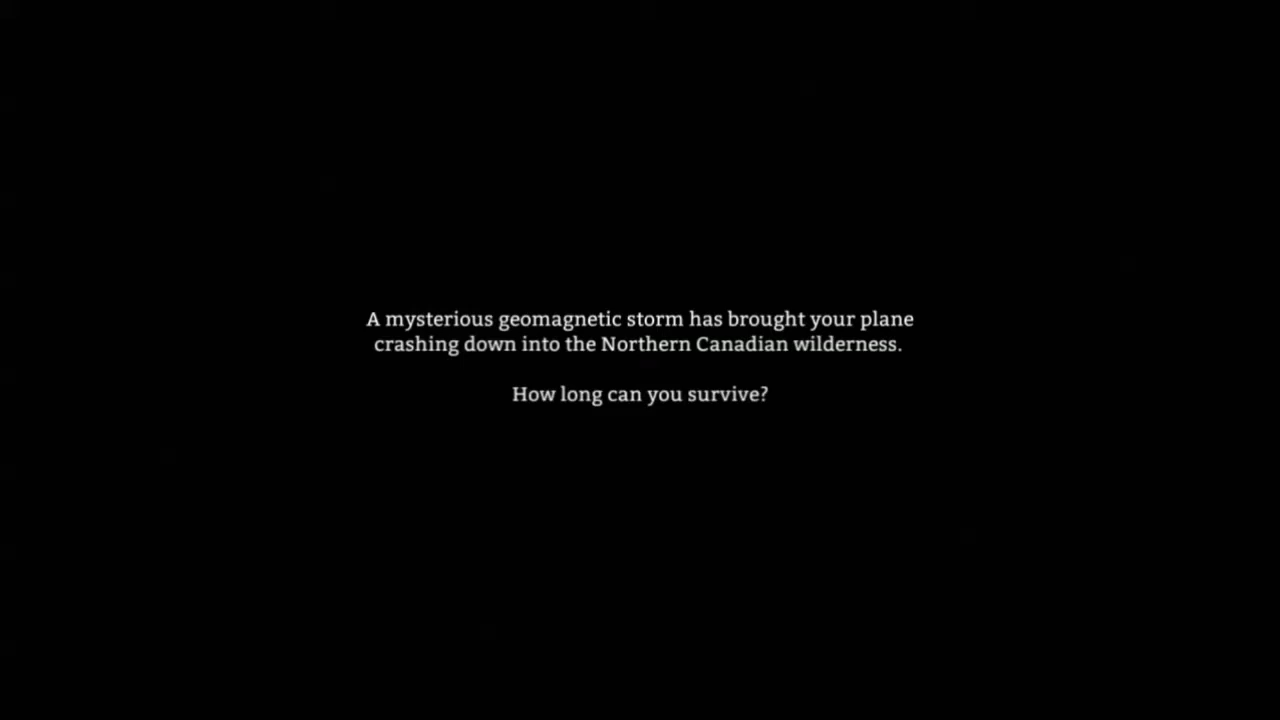 A mysterious geomagnetic storm has brought your plane
crashing down into the Northern Canadian wilderness.
How long can you survive?